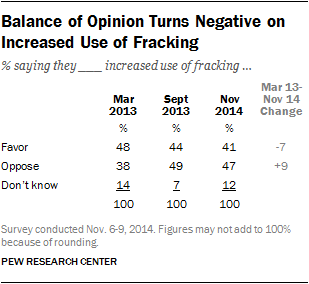 Balance of Opinion Turns Negative on
Increased Use of Fracking
% saying they ____ increased use of fracking ...
Mar 2013 Sept 2013 Nov 2014 Mar 13-Nov 14 Change
% % %
Favor 48 44 41 -7
Oppose 38 49 47 +9
Don't know 14 7 12
100 100 100
Survey conducted Nov. 6-9, 2014. Figures may not add to 100%
because of rounding.
PEW RESEARCH CENTER